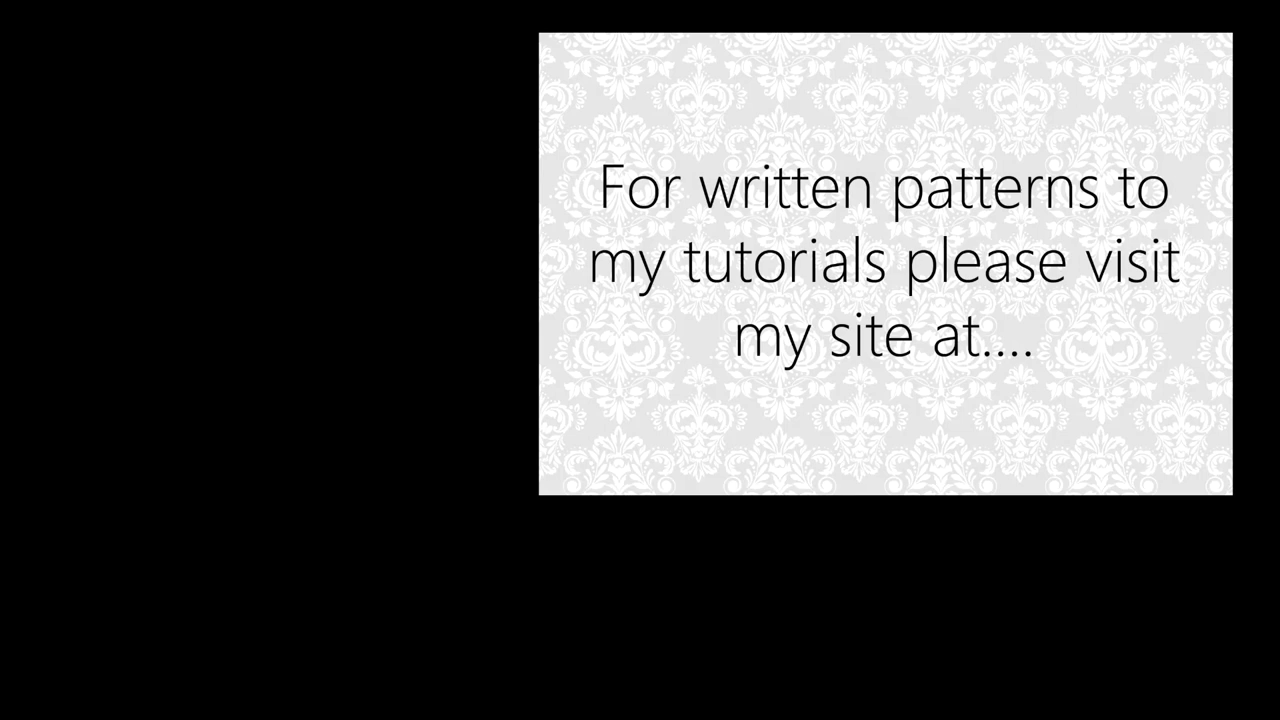 For written patterns to
my tutorials please visit
my site at....